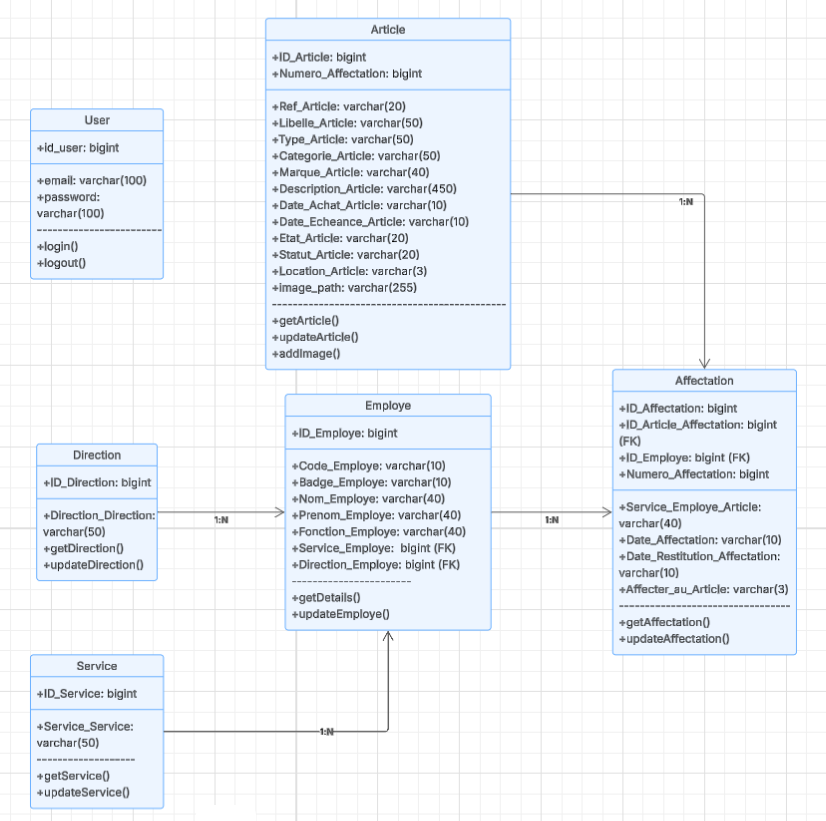 Article
+ID_Article: bigint
+Numero_Affectation: bigint
+Ref_Article: varchar(20)
+Libelle_Article: varchar(50)
+Type_Article: varchar(50)
+Categorie_Article: varchar(50)
+Marque_Article: varchar(40)
+Description_Article: varchar(450)
+Date_Achat_Article: varchar(10)
+Date_Echeance_Article: varchar(10)
+Etat_Article: varchar(20)
+Statut_Article: varchar(20)
+Location_Article: varchar(3)
+image_path: varchar(255)
+getArticle()
+updateArticle()
+addImage()
User
+id_user: bigint
+email: varchar(100)
+password:
varchar(100)
+login()
+logout()
1:N
Affectation
+ID_Affectation: bigint
+ID_Article_Affectation: bigint
(FK)
+ID_Employe: bigint (FK)
+Numero_Affectation: bigint
+Service_Employe_Article:
varchar(40)
+Date_Affectation: varchar(10)
+Date_Restitution_Affectation:
varchar(10)
+Affecter_au_Article: varchar(3)
+getAffectation()
+updateAffectation()
Employe
+ID_Employe: bigint
+Code_Employe: varchar(10)
+Badge_Employe: varchar(10)
+Nom_Employe: varchar(40)
+Prenom_Employe: varchar(40)
+Fonction_Employe: varchar(40)
+Service_Employe: bigint (FK)
+Direction_Employe: bigint (FK)
+getDetails()
+updateEmploye()
1:N
Direction
+ID_Direction: bigint
+Direction_Direction:
varchar(50)
+getDirection()
+updateDirection()
1:N
Service
+ID_Service: bigint
+Service_Service:
varchar(50)
+getService()
+updateService()
1:N